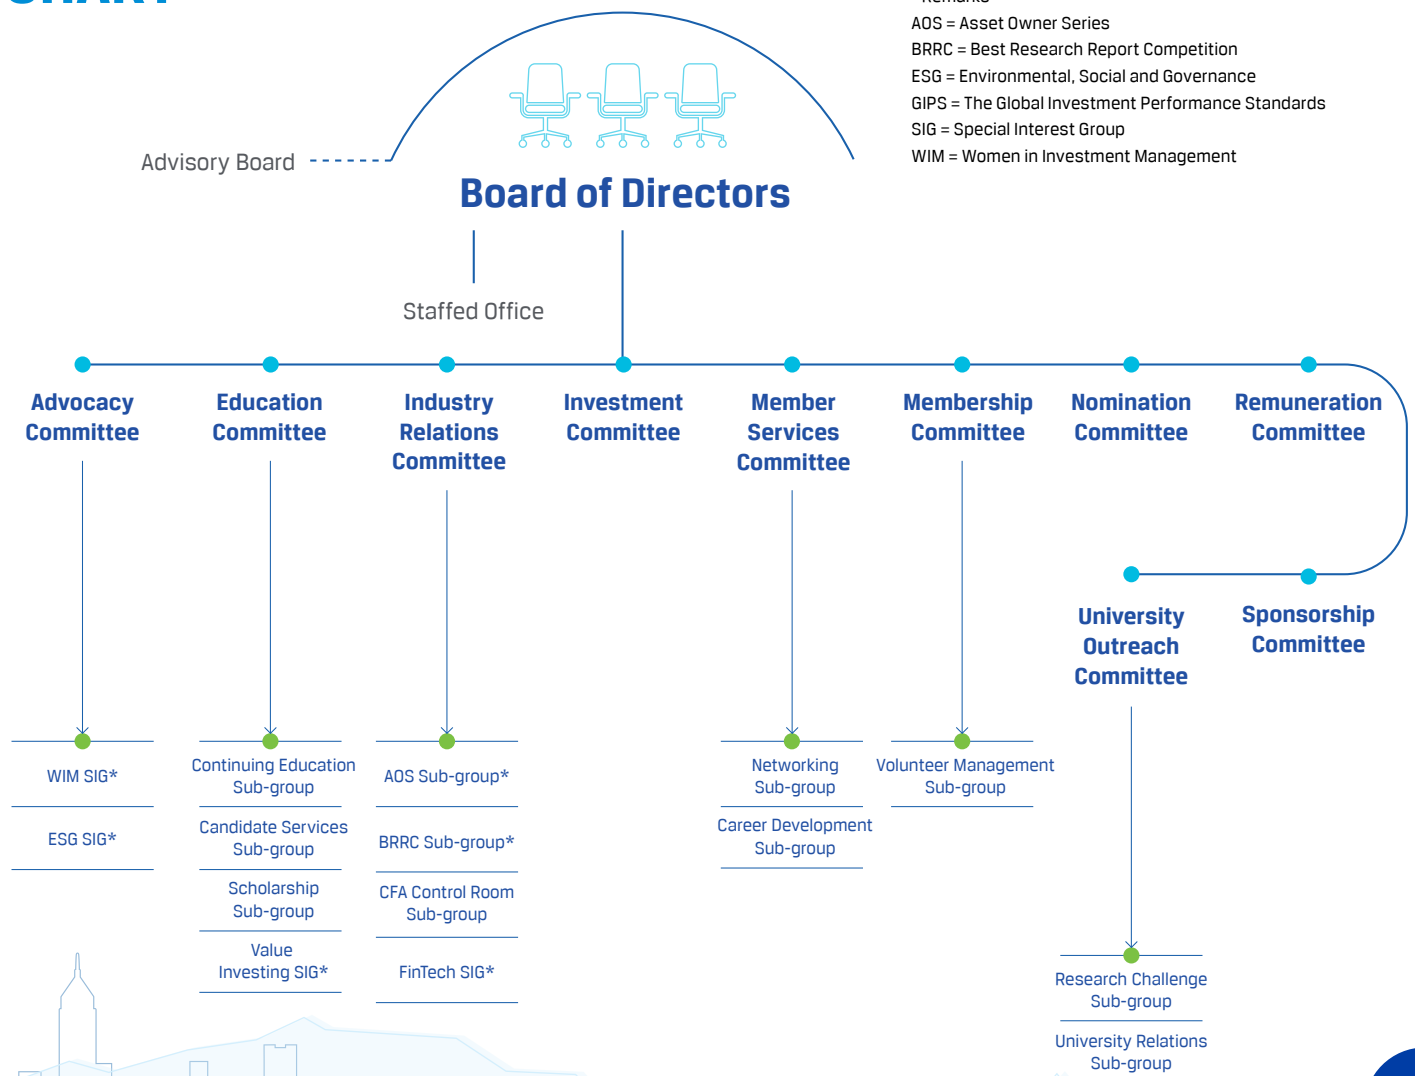 AOS = Asset Owner Series
BRRC = Best Research Report Competition
ESG = Environmental, Social and Governance
GIPS = The Global Investment Performance Standards
SIG = Special Interest Group
WIM = Women in Investment Management
Advisory Board
Board of Directors
Staffed Office
Advocacy
Committee
Education
Committee
Industry
Relations
Committee
Investment
Committee
Member
Services
Committee
Membership
Committee
Nomination
Committee
Remuneration
Committee
University
Outreach
Committee
Sponsorship
Committee
WIM SIG*
ESG SIG*
Continuing Education
Sub-group
Candidate Services
Sub-group
Scholarship
Sub-group
Value
Investing SIG*
AOS Sub-group*
BRRC Sub-group*
CFA Control Room
Sub-group
FinTech SIG*
Networking
Sub-group
Career Development
Sub-group
Volunteer Management
Sub-group
Research Challenge
Sub-group
University Relations
Sub-group